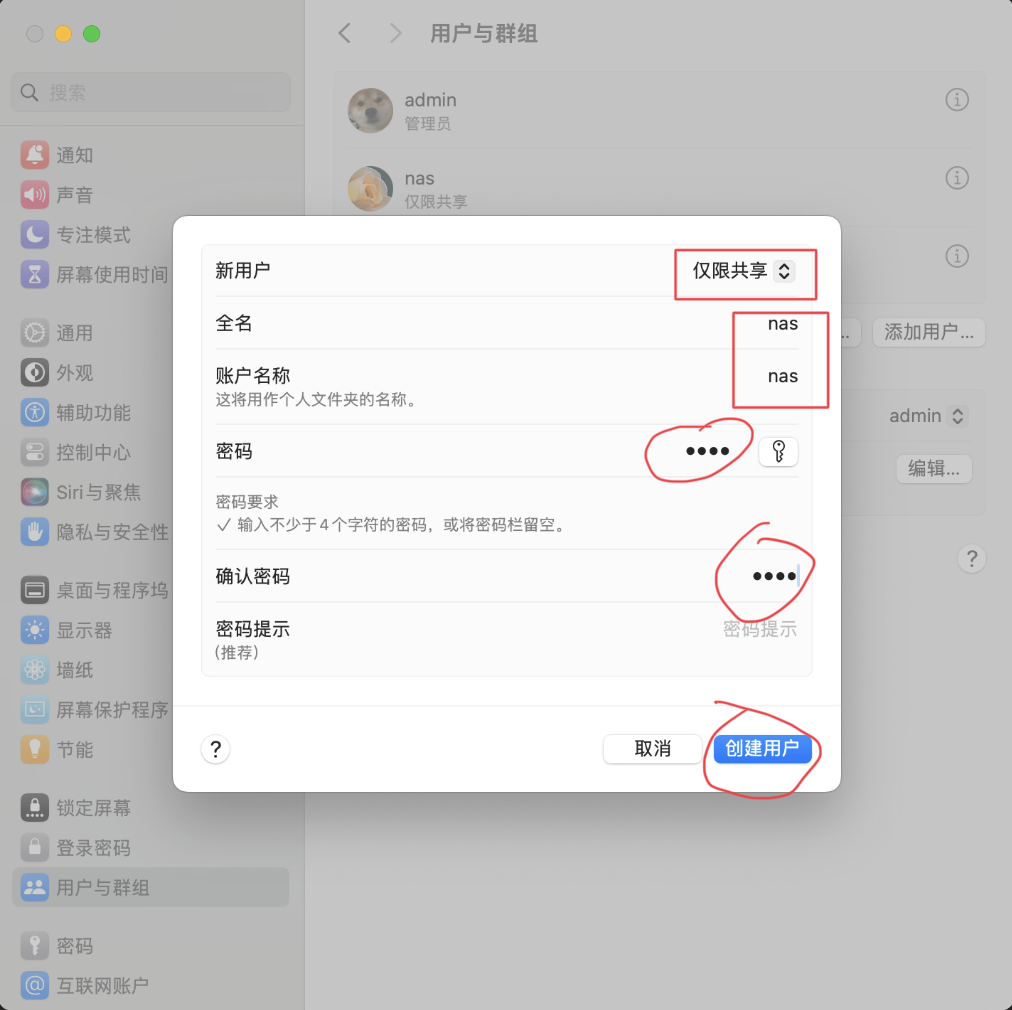 用户与群组
搜索
通知
声音
专注模式
屏幕使用时间
通用
外观
辅助功能
控制中心
Siri与聚焦
隐私与安全性
桌面与程序坞
显示器
墙纸
屏幕保护程序
节能
锁定屏幕
登录密码
用户与群组
密码
互联网账户
admin
管理员
nas
仅限共享
...
添加用户...
admin
编辑...
?
新用户
仅限共享
全名
nas
账户名称
nas
这将用作个人文件夹的名称。
密码
••••
密码要求
✓ 输入不少于4个字符的密码，或将密码栏留空。
确认密码
••••
密码提示
密码提示
(推荐)
?
取消
创建用户